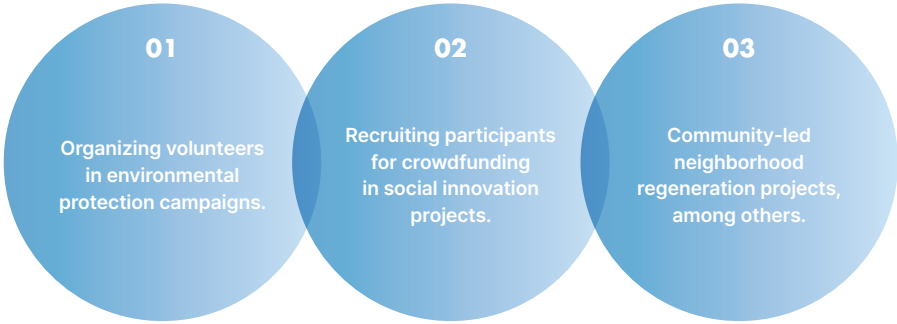 01
Organizing volunteers
in environmental
protection campaigns.
02
Recruiting participants
for crowdfunding
in social innovation
projects.
03
Community-led
neighborhood
regeneration projects,
among others.